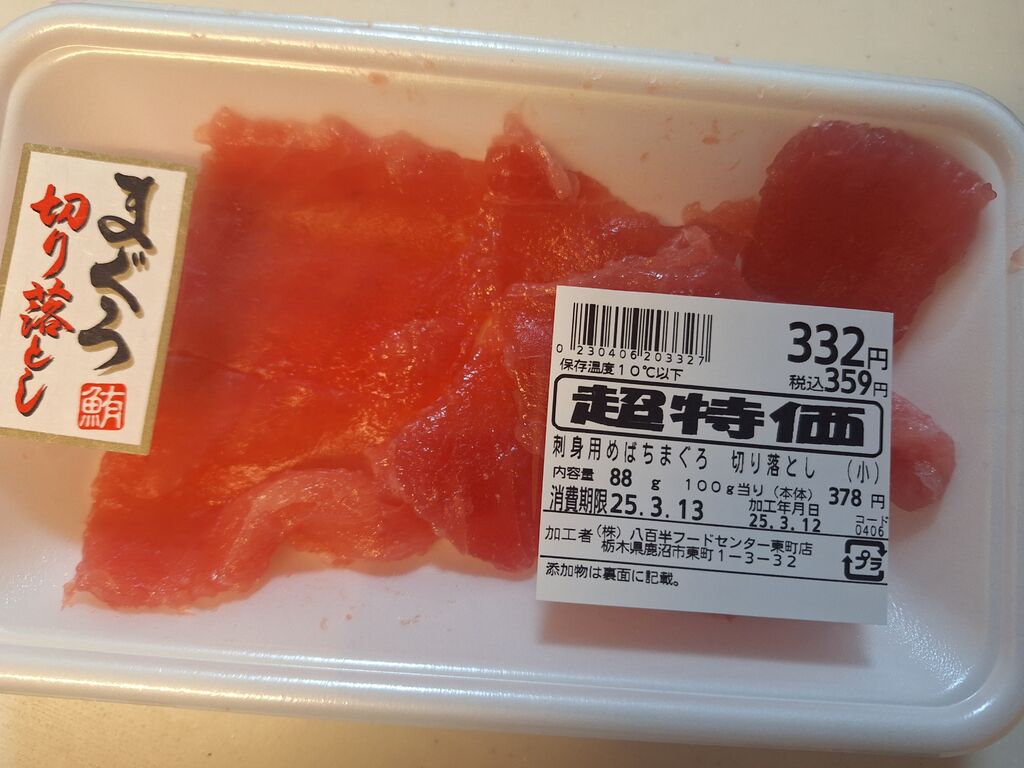 まぐろ
切り落とし
鮪
0 230406 203327
332円
保存温度10℃以下
税込359円
超特価
刺身用めばちまぐろ 切り落とし (小)
内容量 88 g 100g当り(本体) 378 円
消費期限25.3.13 加工年月日 25.3.12 コード 0406
加工者(株)八百半フードセンター東町店
栃木県鹿沼市東町1-3-32
プラ
添加物は裏面に記載。